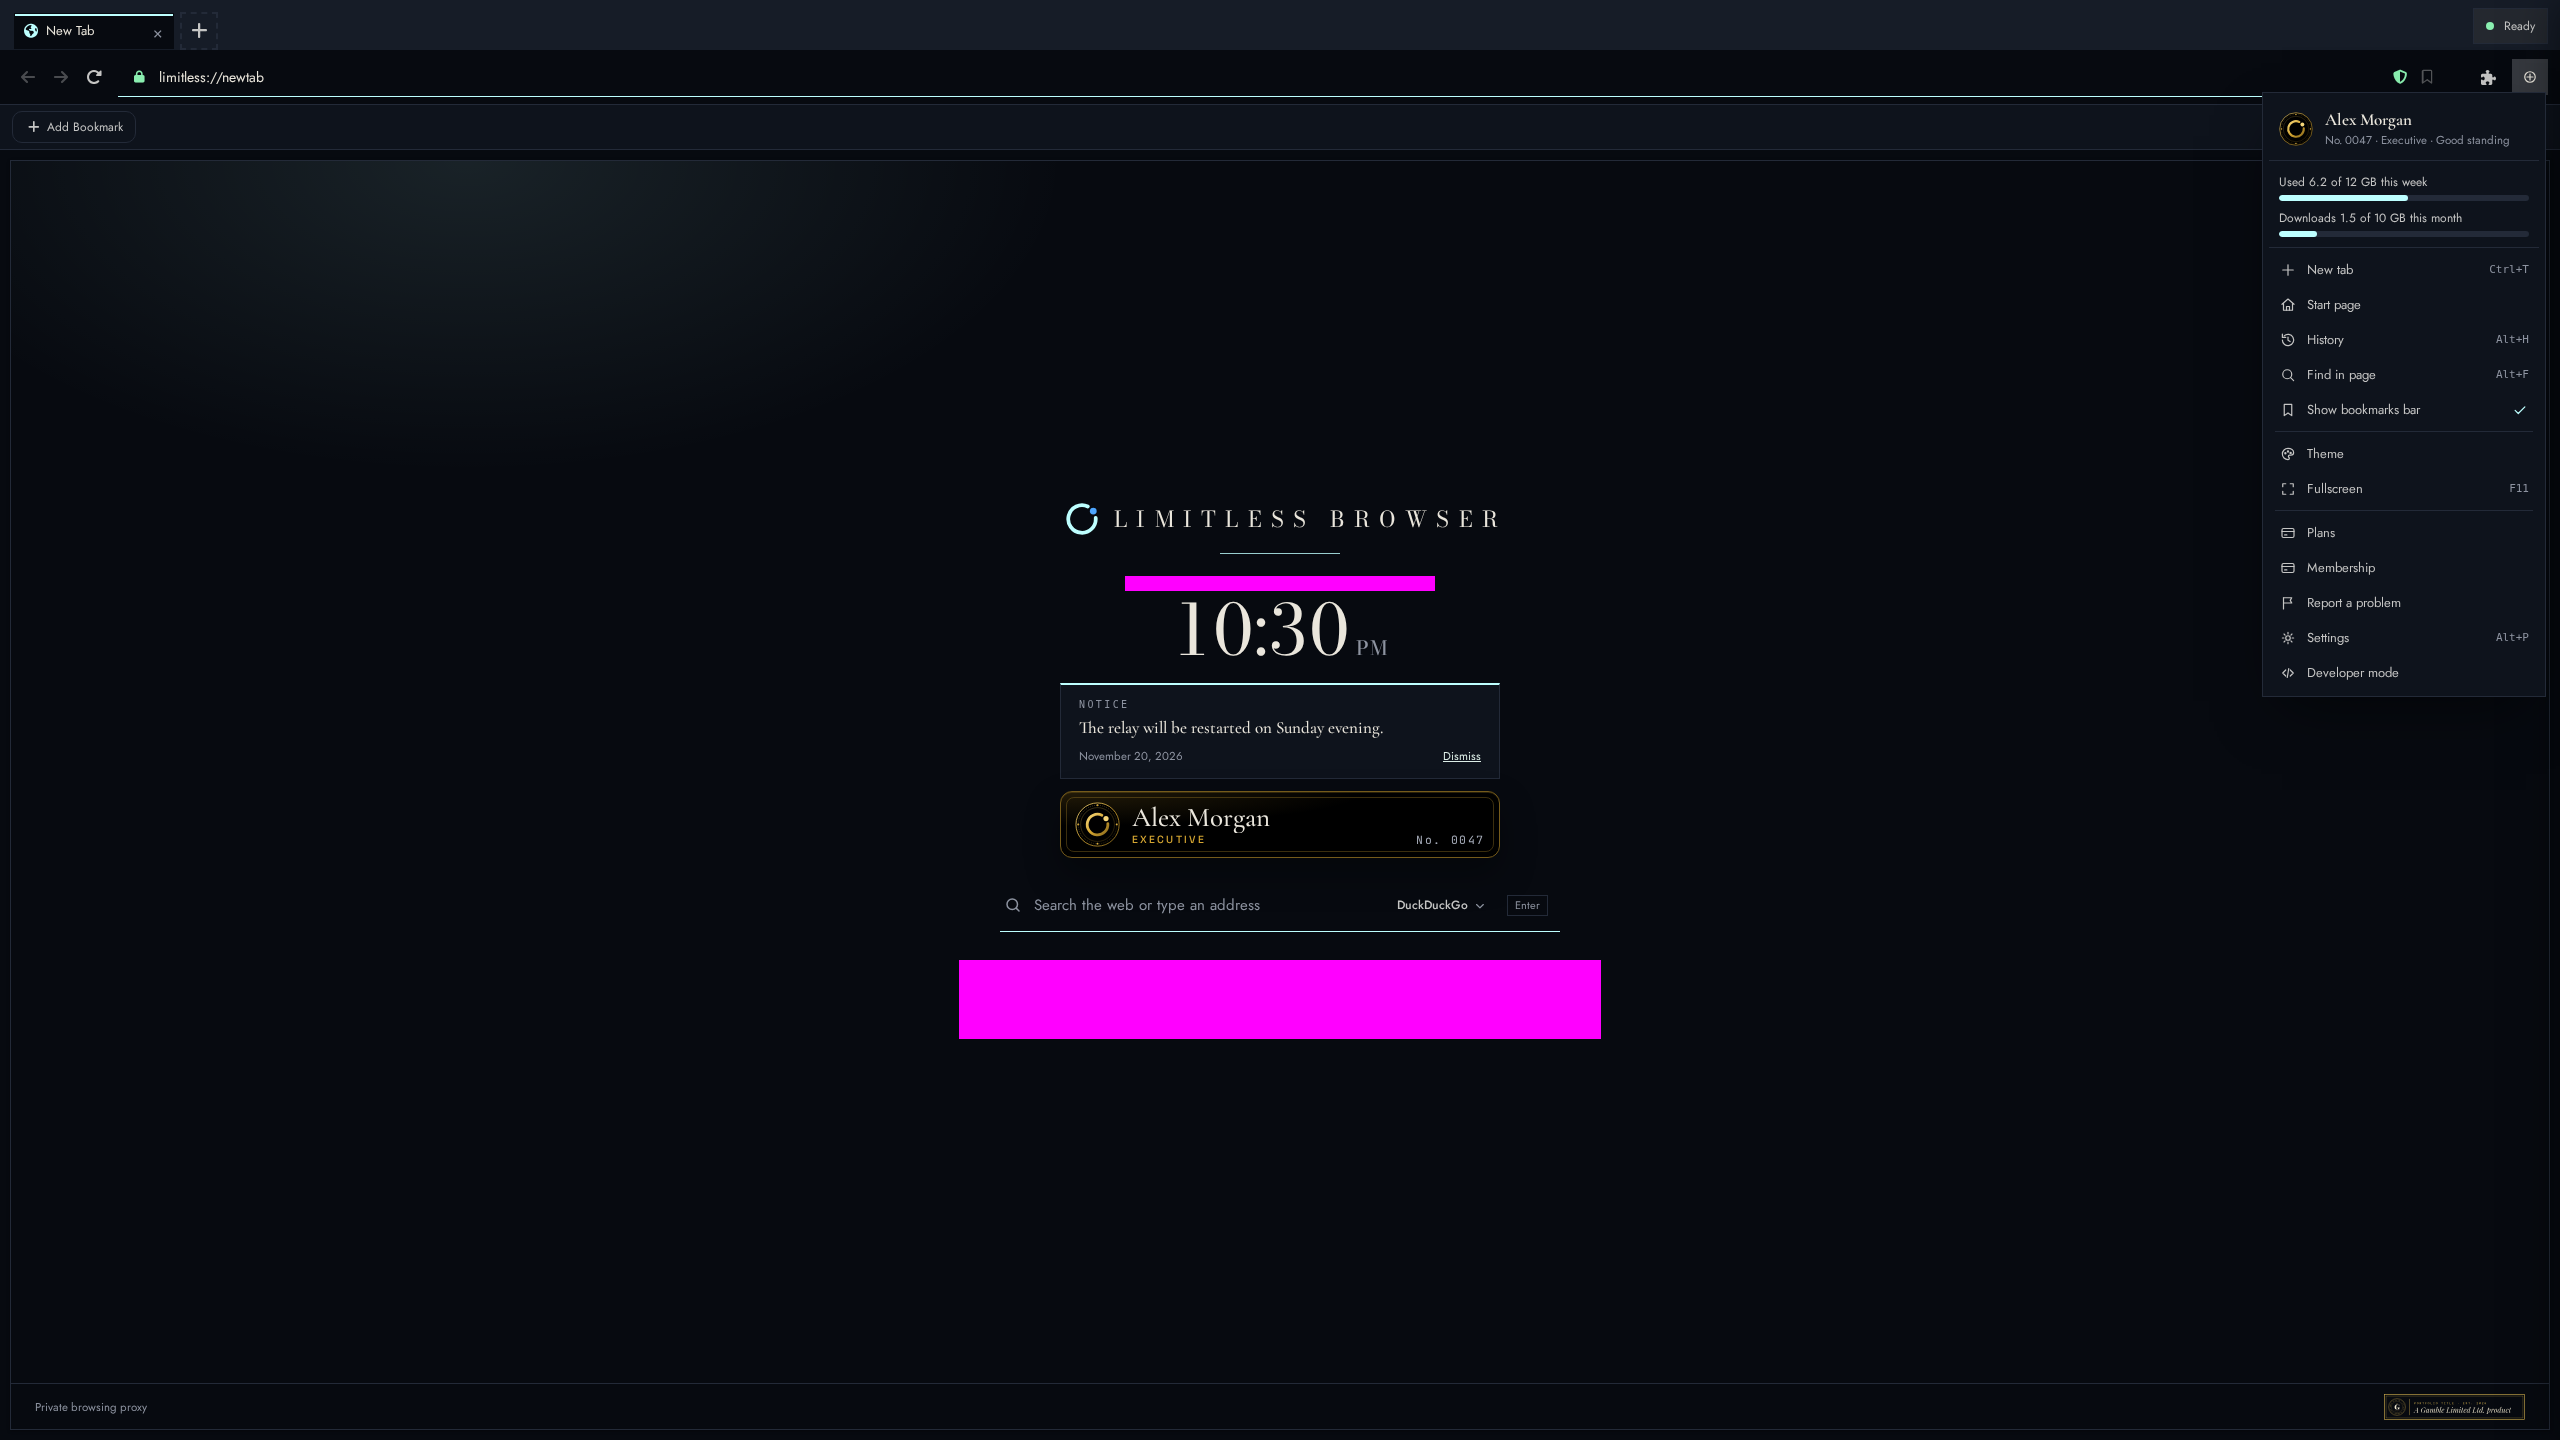 New Tab
Ready
limitless://newtab
Add Bookmark
Alex Morgan
No. 0047 · Executive · Good standing
Used 6.2 of 12 GB this week
Downloads 1.5 of 10 GB this month
New tab Ctrl+T
Start page
History Alt+H
Find in page Alt+F
Show bookmarks bar
Theme
Fullscreen F11
Plans
Membership
Report a problem
Settings Alt+P
Developer mode
LIMITLESS BROWSER
10:30 PM
NOTICE
The relay will be restarted on Sunday evening.
November 20, 2026 Dismiss
Alex Morgan
EXECUTIVE
No. 0047
Search the web or type an address DuckDuckGo Enter
Private browsing proxy
G
A Gamble Limited Ltd. product